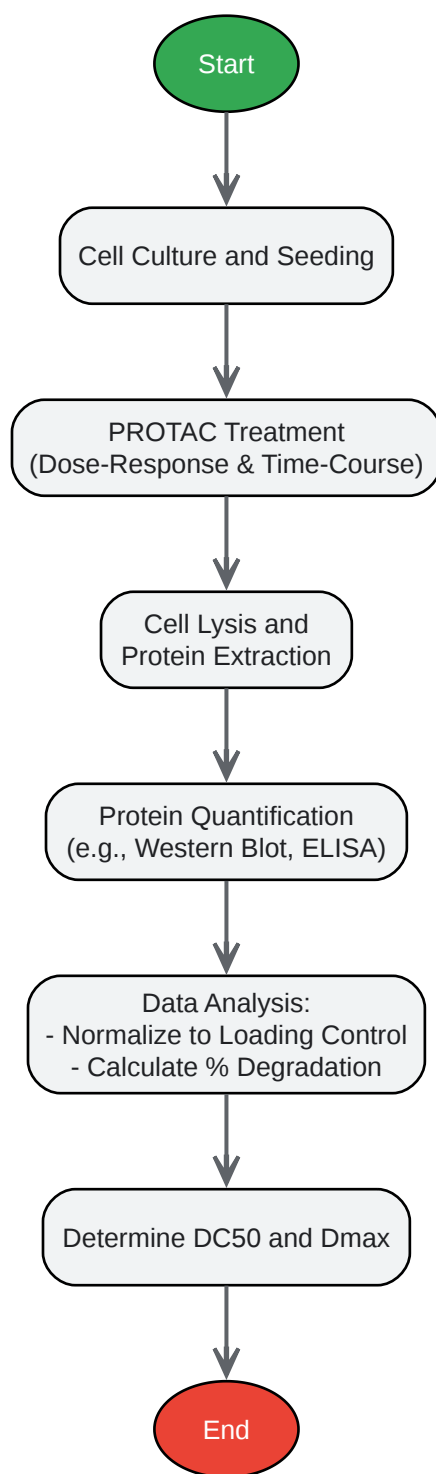 Start
Cell Culture and Seeding
PROTAC Treatment
(Dose-Response & Time-Course)
Cell Lysis and
Protein Extraction
Protein Quantification
(e.g., Western Blot, ELISA)
Data Analysis:
- Normalize to Loading Control
- Calculate % Degradation
Determine DC50 and Dmax
End